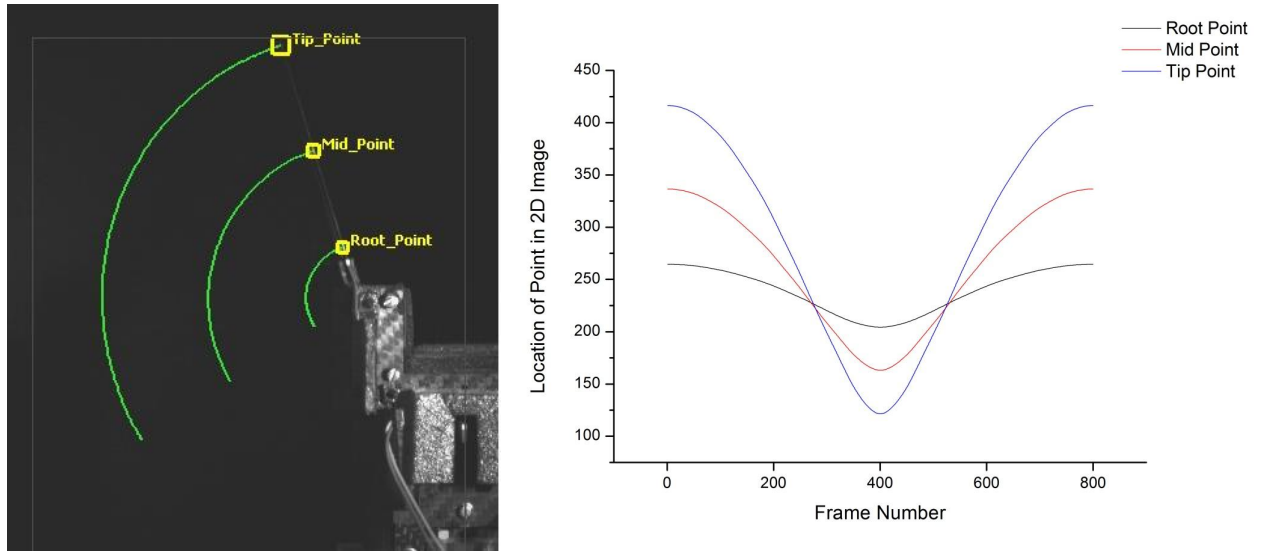 Tip_Point
Mid_Point
Root_Point
Root Point
Mid Point
Tip Point
Location of Point in 2D Image
450
400
350
300
250
200
150
100
0
200
400
600
800
Frame Number